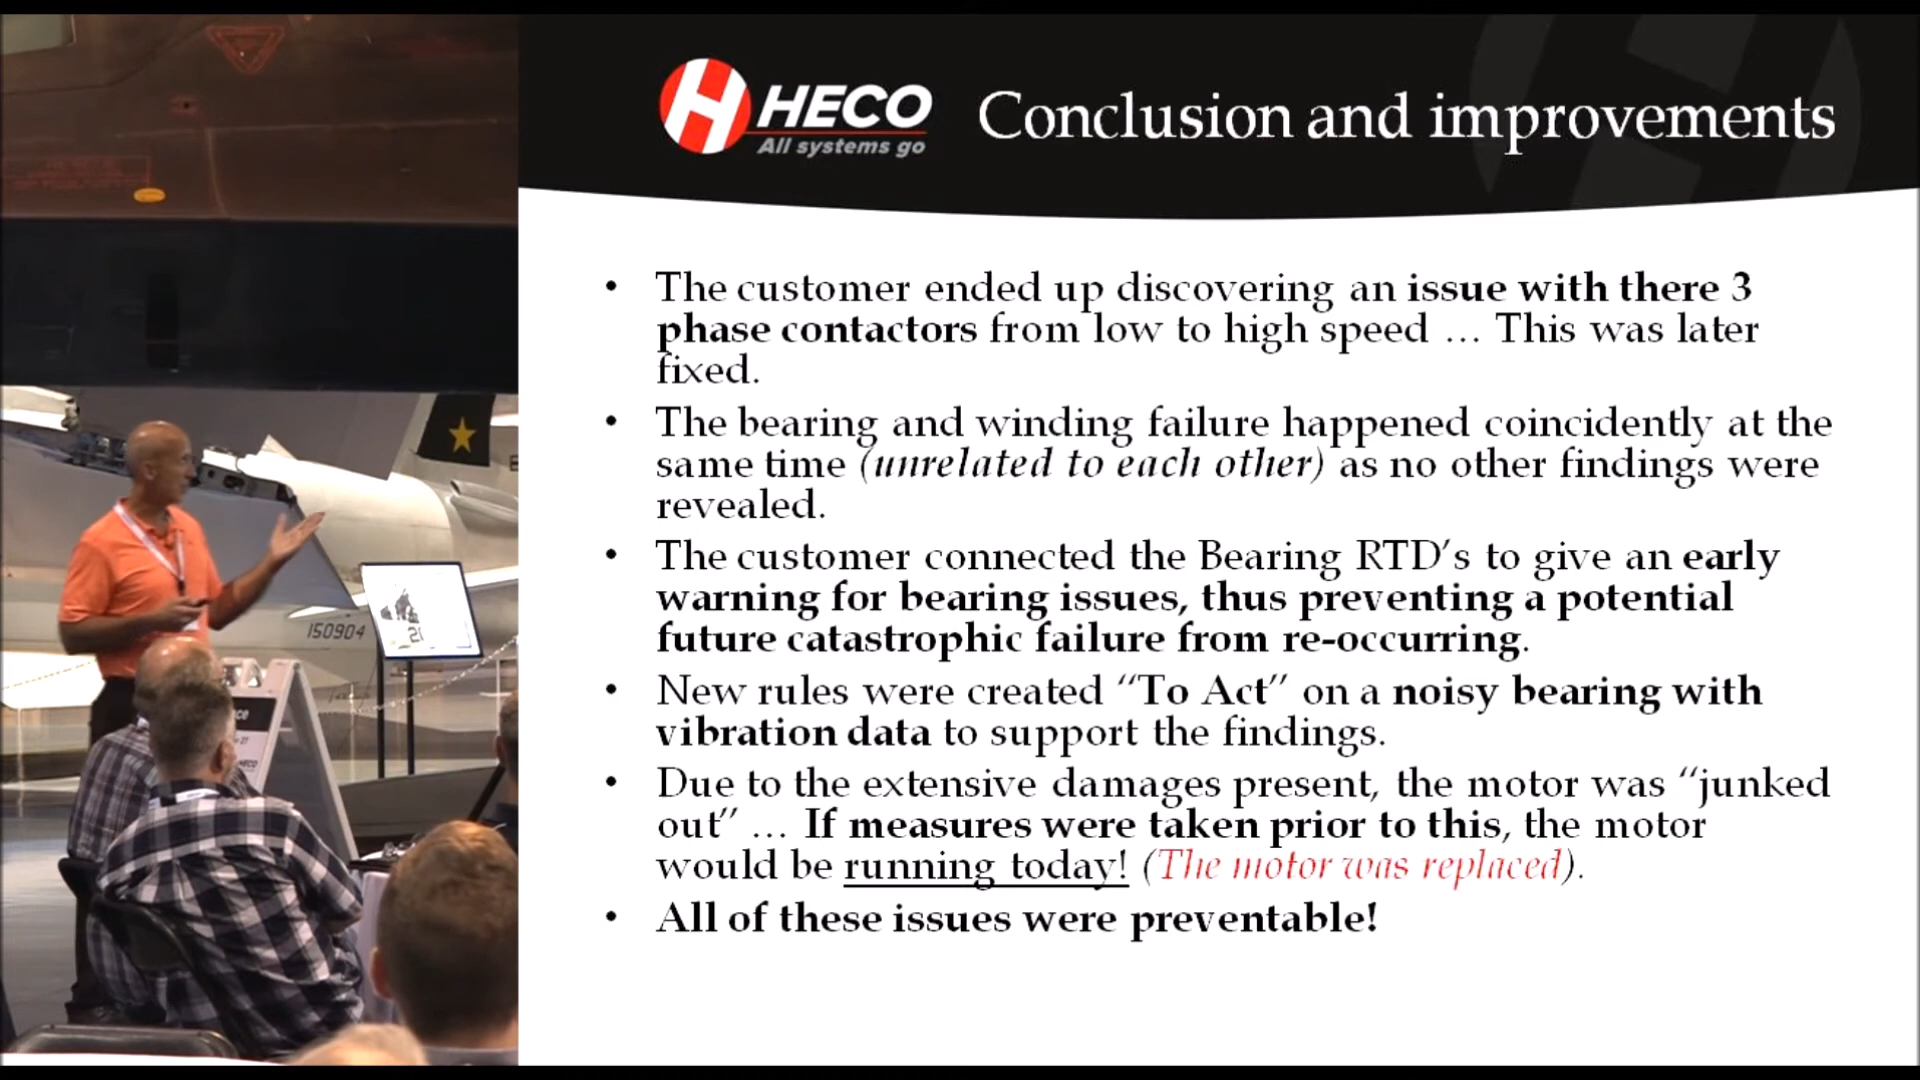 HECO
All systems go
Conclusion and improvements
• The customer ended up discovering an issue with there 3
phase contactors from low to high speed ... This was later
fixed.
• The bearing and winding failure happened coincidently at the
same time (unrelated to each other) as no other findings were
revealed.
• The customer connected the Bearing RTD's to give an early
warning for bearing issues, thus preventing a potential
future catastrophic failure from re-occurring.
• New rules were created “To Act” on a noisy bearing with
vibration data to support the findings.
• Due to the extensive damages present, the motor was “junked
out” ... If measures were taken prior to this, the motor
would be running today! (The motor was replaced).
• All of these issues were preventable!
150904